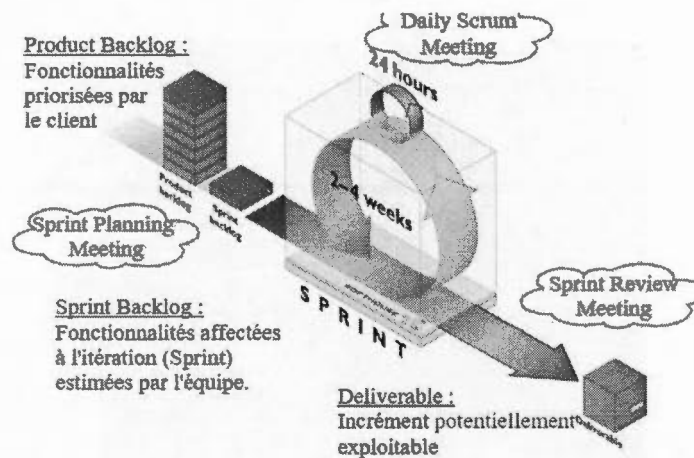 Daily Scrum
Meeting
24 hours
Product Backlog :
Fonctionnalités
priorisées par
le client
Product
backlog
Sprint
backlog
2-4 weeks
Sprint Planning
Meeting
Sprint Review
Meeting
SPRINT
Sprint Backlog :
Fonctionnalités affectées
à l'itération (Sprint)
estimées par l'équipe.
Deliverable :
Incrément potentiellement
exploitable
Deliverable